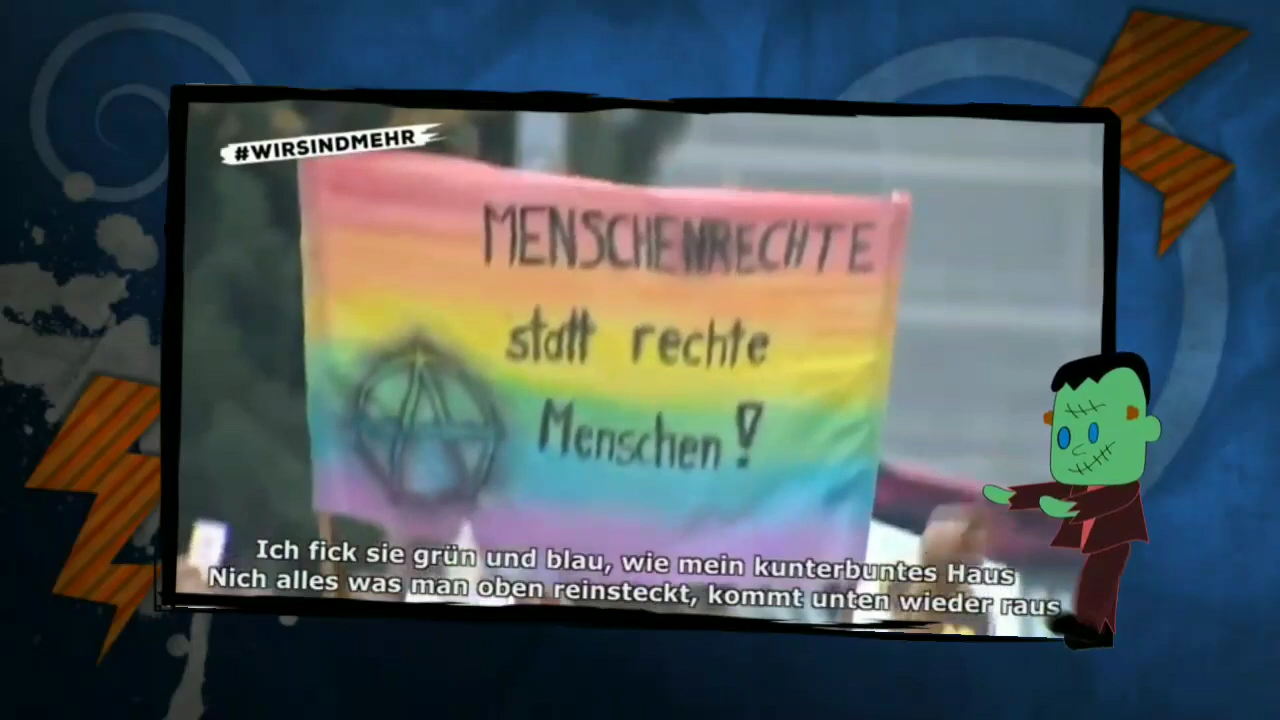 #WIRSINDMEHR
MENSCHENRECHTE
statt rechte
Menschen!
Ich fick sie grün und blau, wie mein kunterbuntes Haus
Nich alles was man oben reinsteckt, kommt unten wieder raus